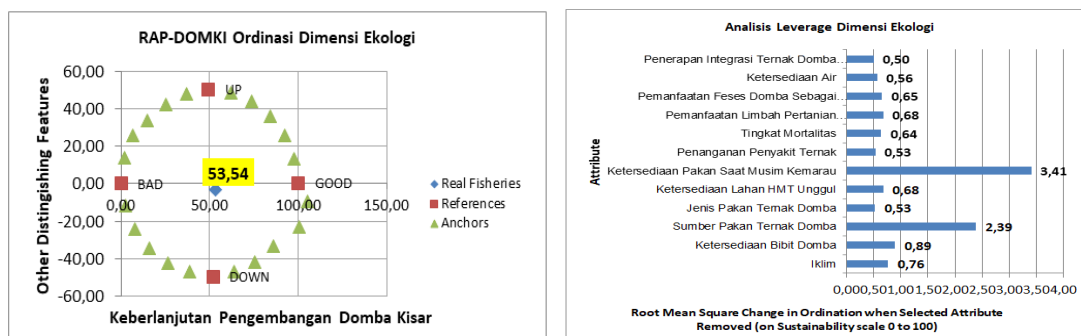 RAP-DOMKI Ordinasi Dimensi Ekologi
Other Distingishing Features
60,00
40,00
20,00
0,00
-20,00
-40,00
-60,00
UP
53,54
BAD
GOOD
0,00
50,00
100,00
150,00
DOWN
Real Fisheries
References
Anchors
Keberlanjutan Pengembangan Domba Kisar
Analisis Leverage Dimensi Ekologi
Attribute
Penerapan Integrasi Ternak Domba... 0,50
Ketersediaan Air 0,56
Pemanfaatan Feses Domba Sebagai... 0,65
Pemanfaatan Limbah Pertanian... 0,68
Tingkat Mortalitas 0,64
Penanganan Penyakit Ternak 0,53
Ketersediaan Pakan Saat Musim Kemarau 3,41
Ketersediaan Lahan HMT Unggul 0,68
Jenis Pakan Ternak Domba 0,53
Sumber Pakan Ternak Domba 2,39
Ketersediaan Bibit Domba 0,89
Iklim 0,76
0,000,501,001,502,002,503,003,504,00
Root Mean Square Change in Ordination when Selected Attribute
Removed (on Sustainability scale 0 to 100)